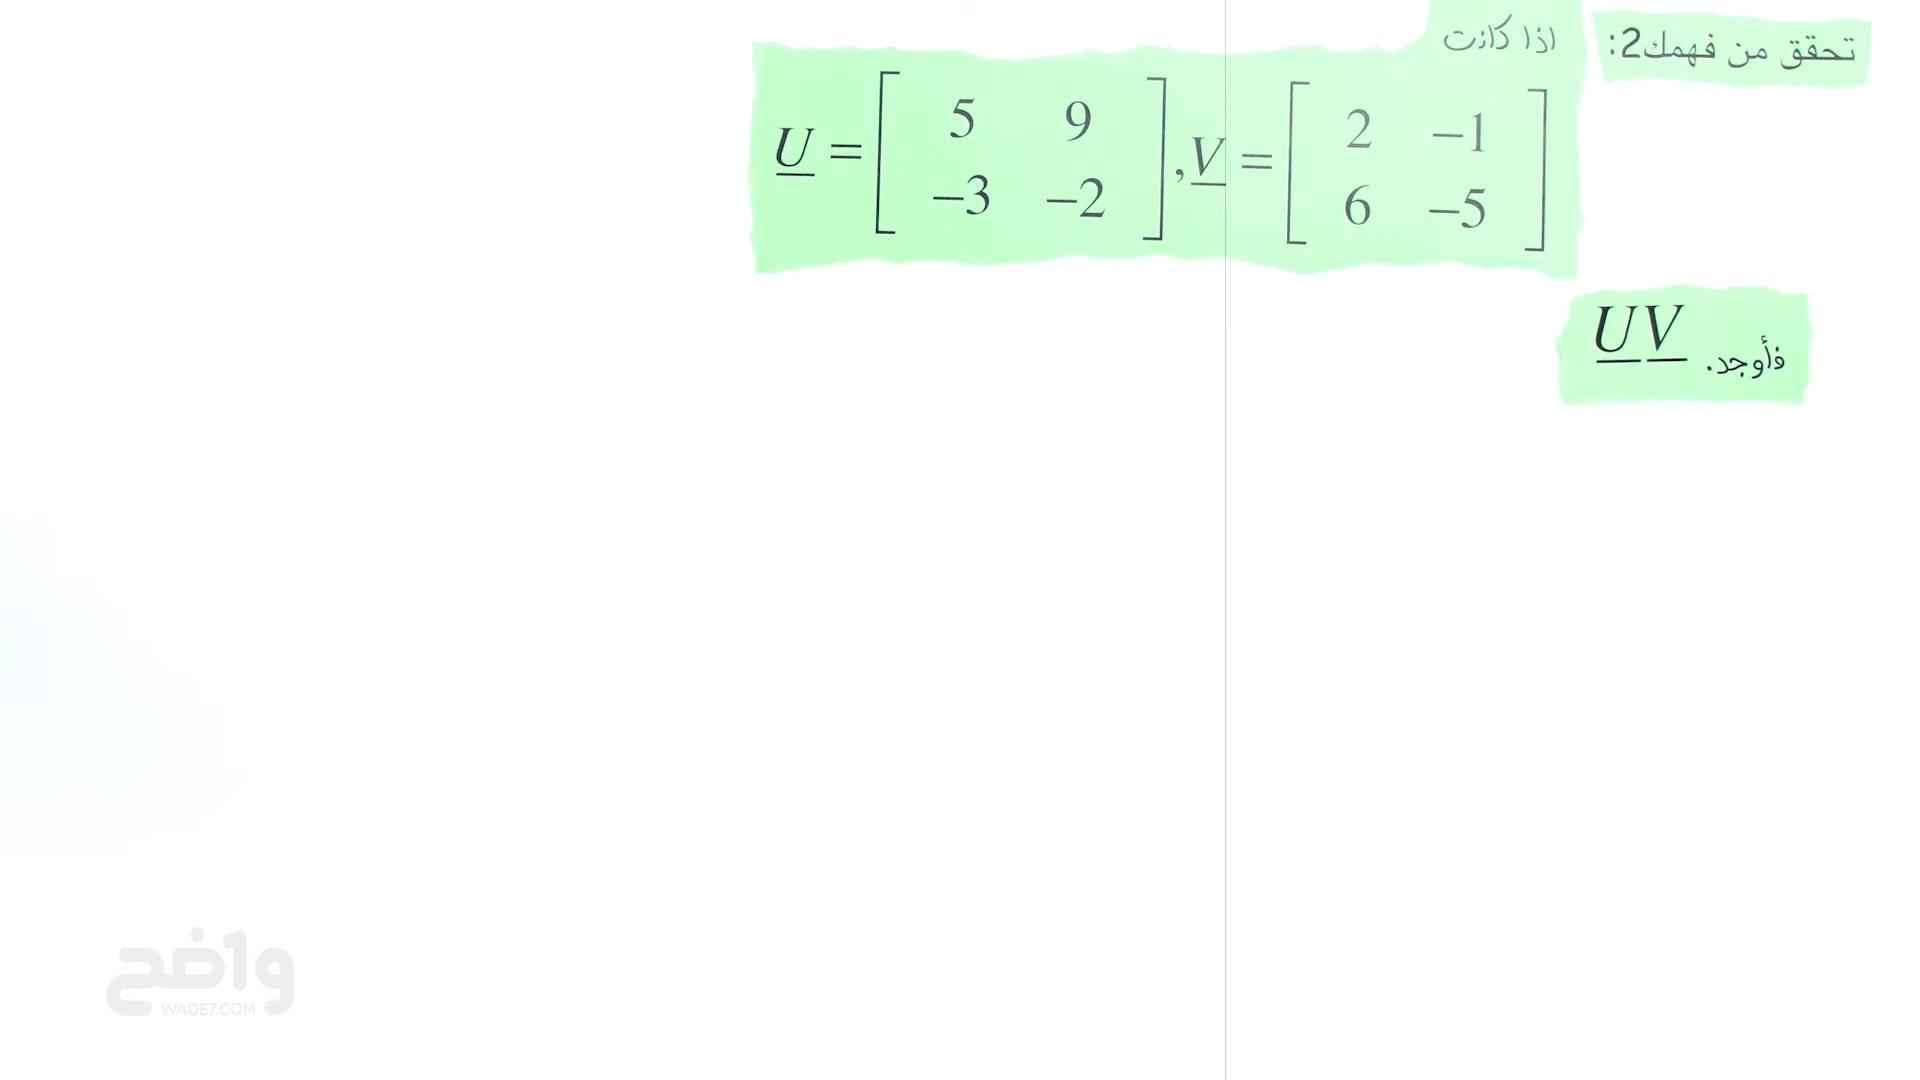 تحقق من فهمك2: اذا كانت
U = [ 5 9 ; -3 -2 ] , V = [ 2 -1 ; 6 -5 ]
فأوجد. UV
واضح
WADE7.COM